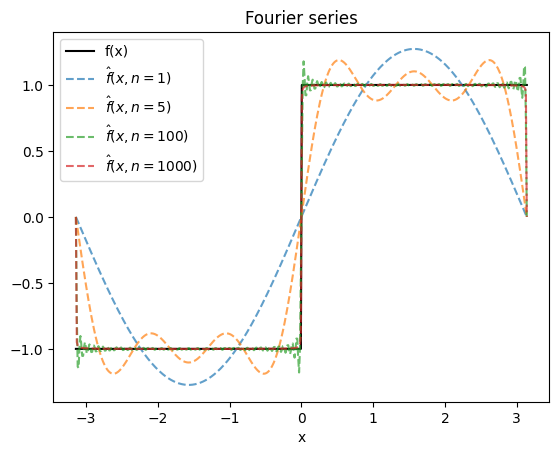 Fourier series
f(x)
f̂(x, n = 1)
f̂(x, n = 5)
f̂(x, n = 100)
f̂(x, n = 1000)
1.0
0.5
0.0
−0.5
−1.0
−3 −2 −1 0 1 2 3
x